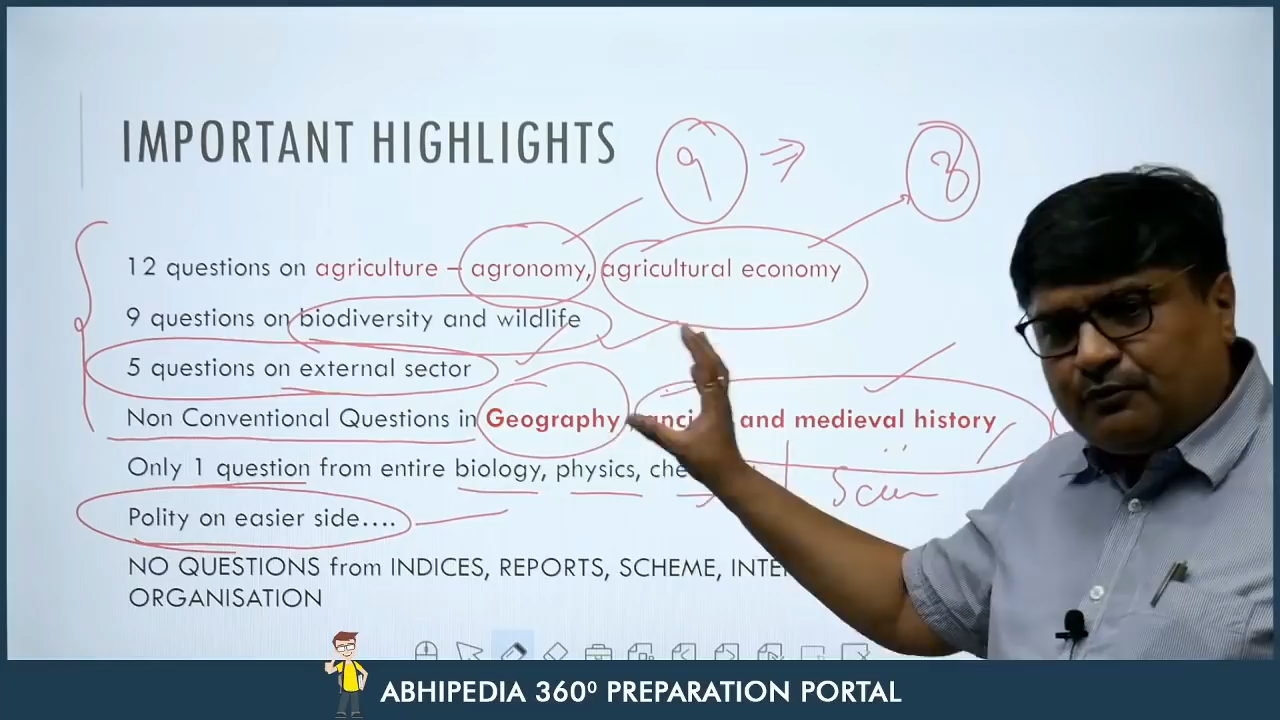 IMPORTANT HIGHLIGHTS
9
8
12 questions on agriculture – agronomy, agricultural economy
9 questions on biodiversity and wildlife
5 questions on external sector
Non Conventional Questions in Geography and medieval history
Only 1 question from entire biology, physics,
Polity on easier side....
NO QUESTIONS from INDICES, REPORTS, SCHEME,
ORGANISATION
ABHIPEDIA 360⁰ PREPARATION PORTAL